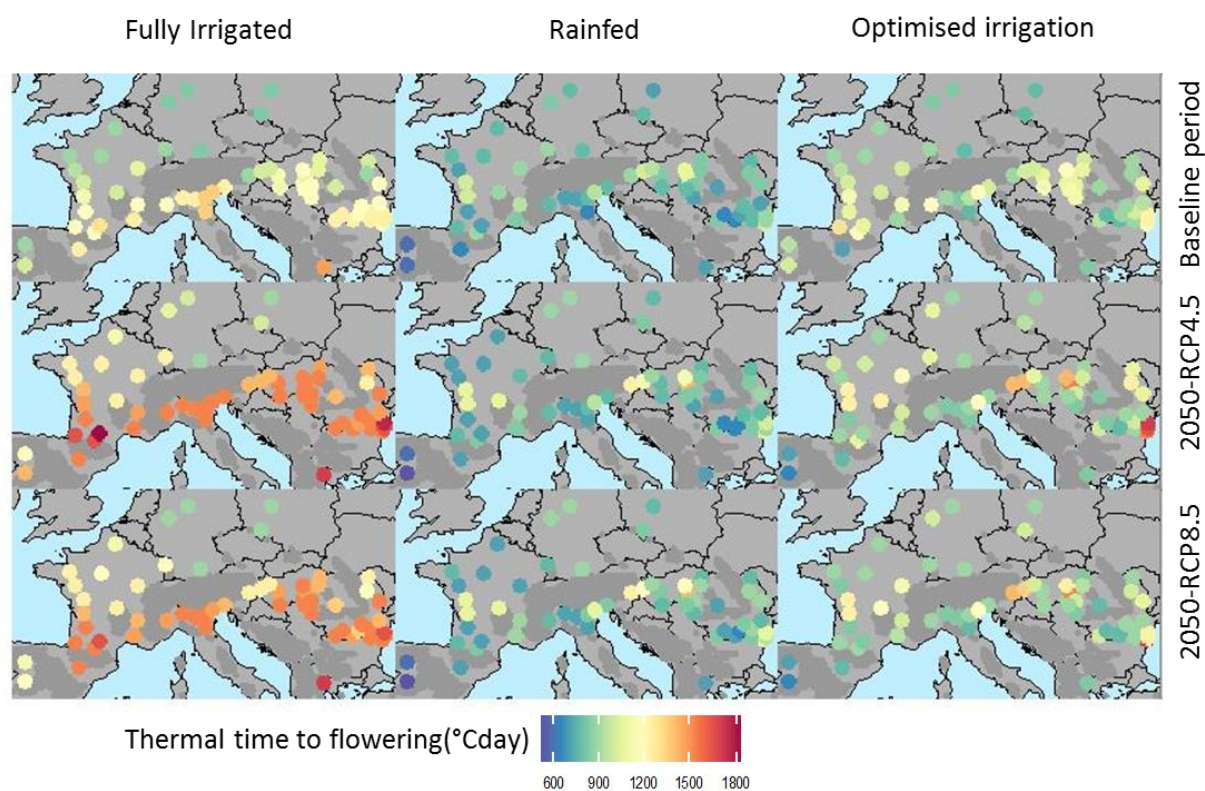 Fully Irrigated
Rainfed
Optimised irrigation
Baseline period
2050-RCP4.5
2050-RCP8.5
Thermal time to flowering(°Cday)
600 900 1200 1500 1800